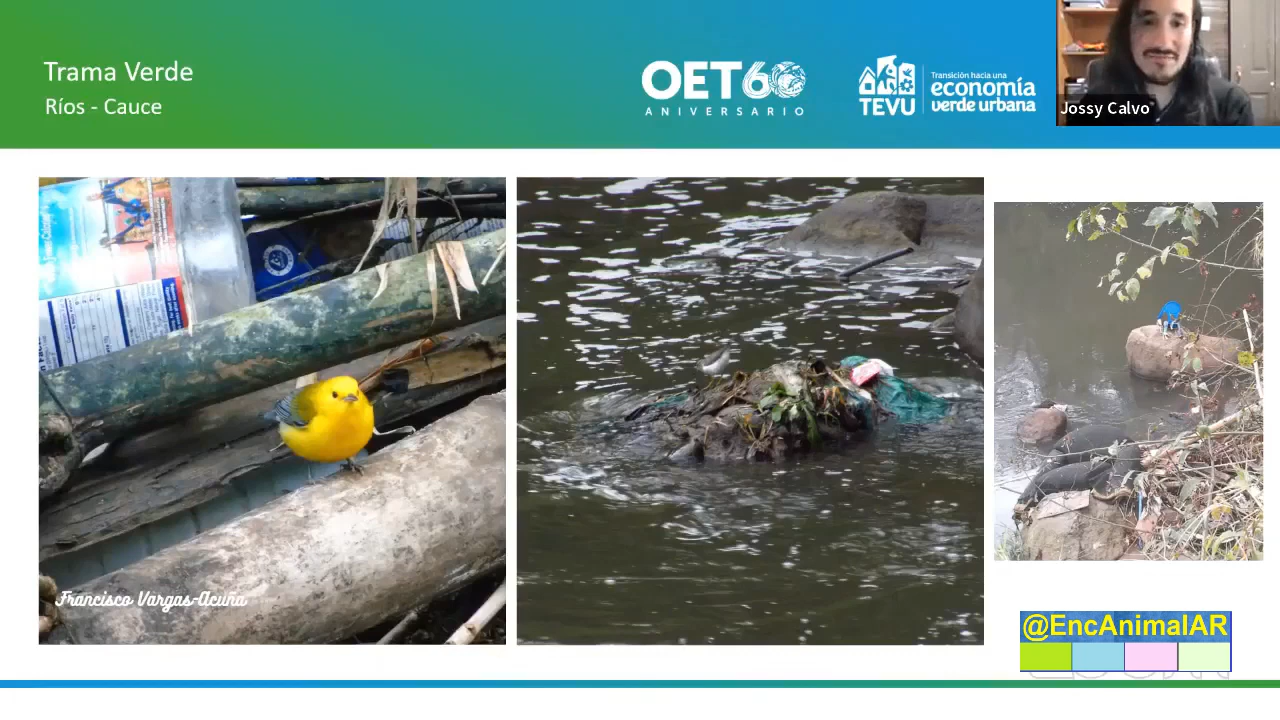 Trama Verde
Ríos - Cauce
OET60
ANIVERSARIO
TEVU
Transición hacia una
economía
verde urbana
Jossy Calvo
Francisco Vargas-Acuña
@EncAnimalAR